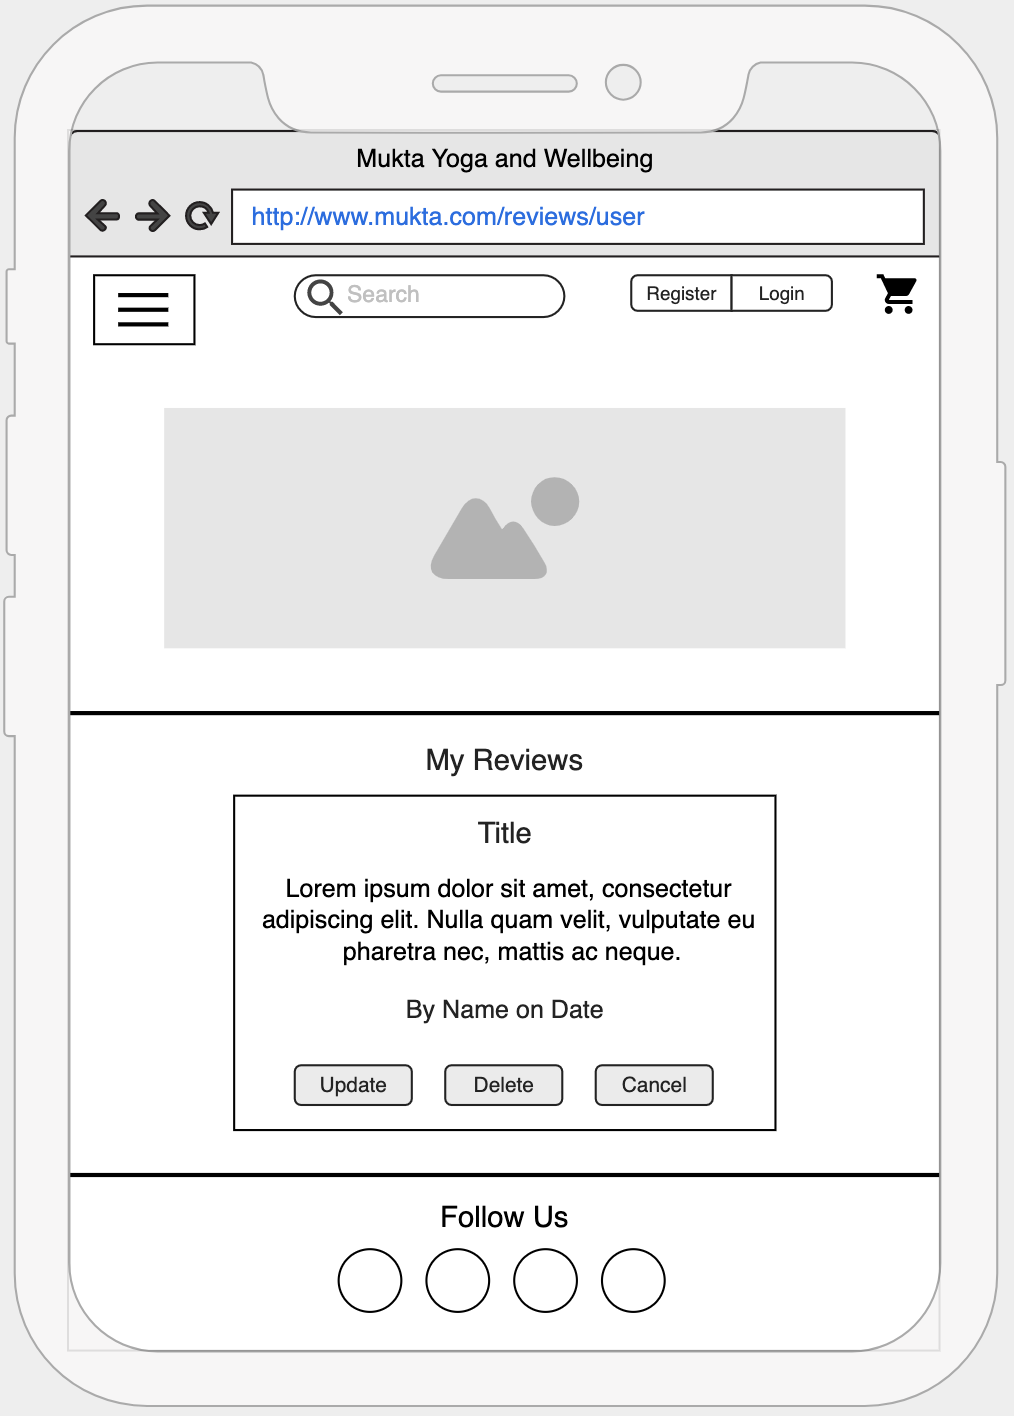 Mukta Yoga and Wellbeing
http://www.mukta.com/reviews/user
Search
Register
Login
My Reviews
Title
Lorem ipsum dolor sit amet, consectetur
adipiscing elit. Nulla quam velit, vulputate eu
pharetra nec, mattis ac neque.
By Name on Date
Update
Delete
Cancel
Follow Us